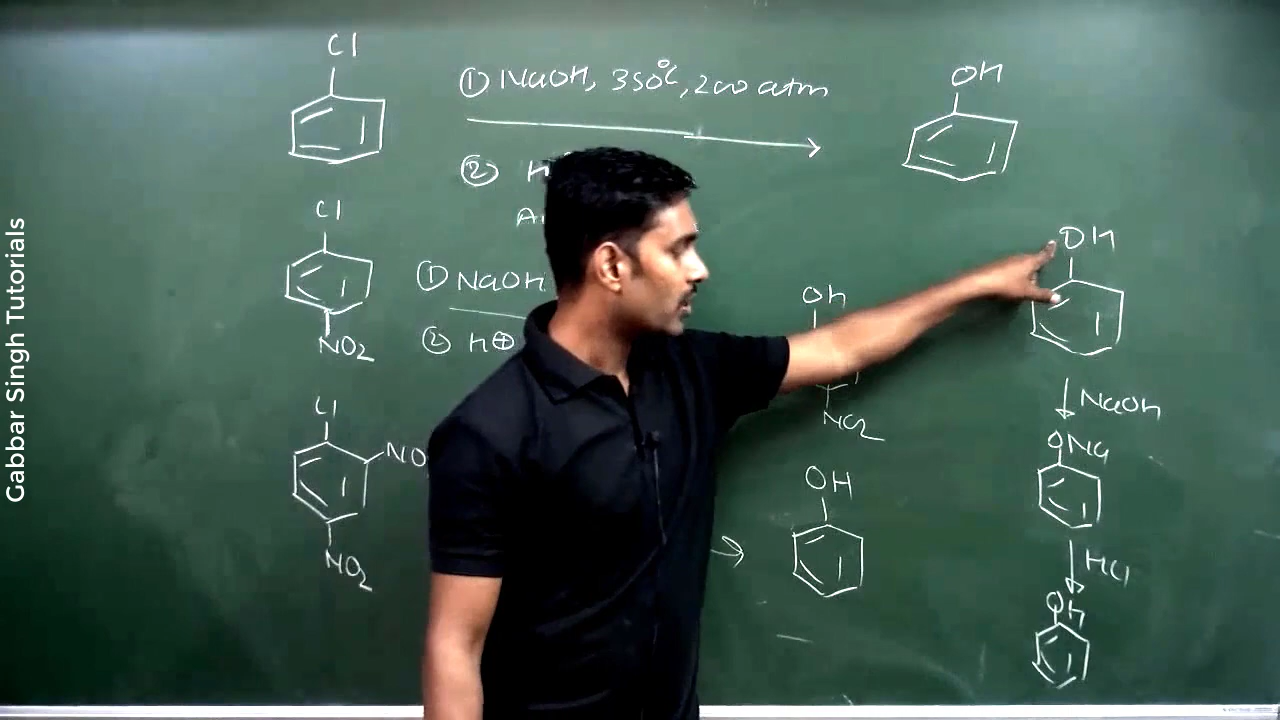 Gabbar Singh Tutorials
Cl
① NaOH, 350°C, 200 atm
②
OH
Cl
NO2
① NaOH
② H⊕
OH
NO2
OH
NaOH
ONa
HCl
OH
Cl
NO
NO2
OH